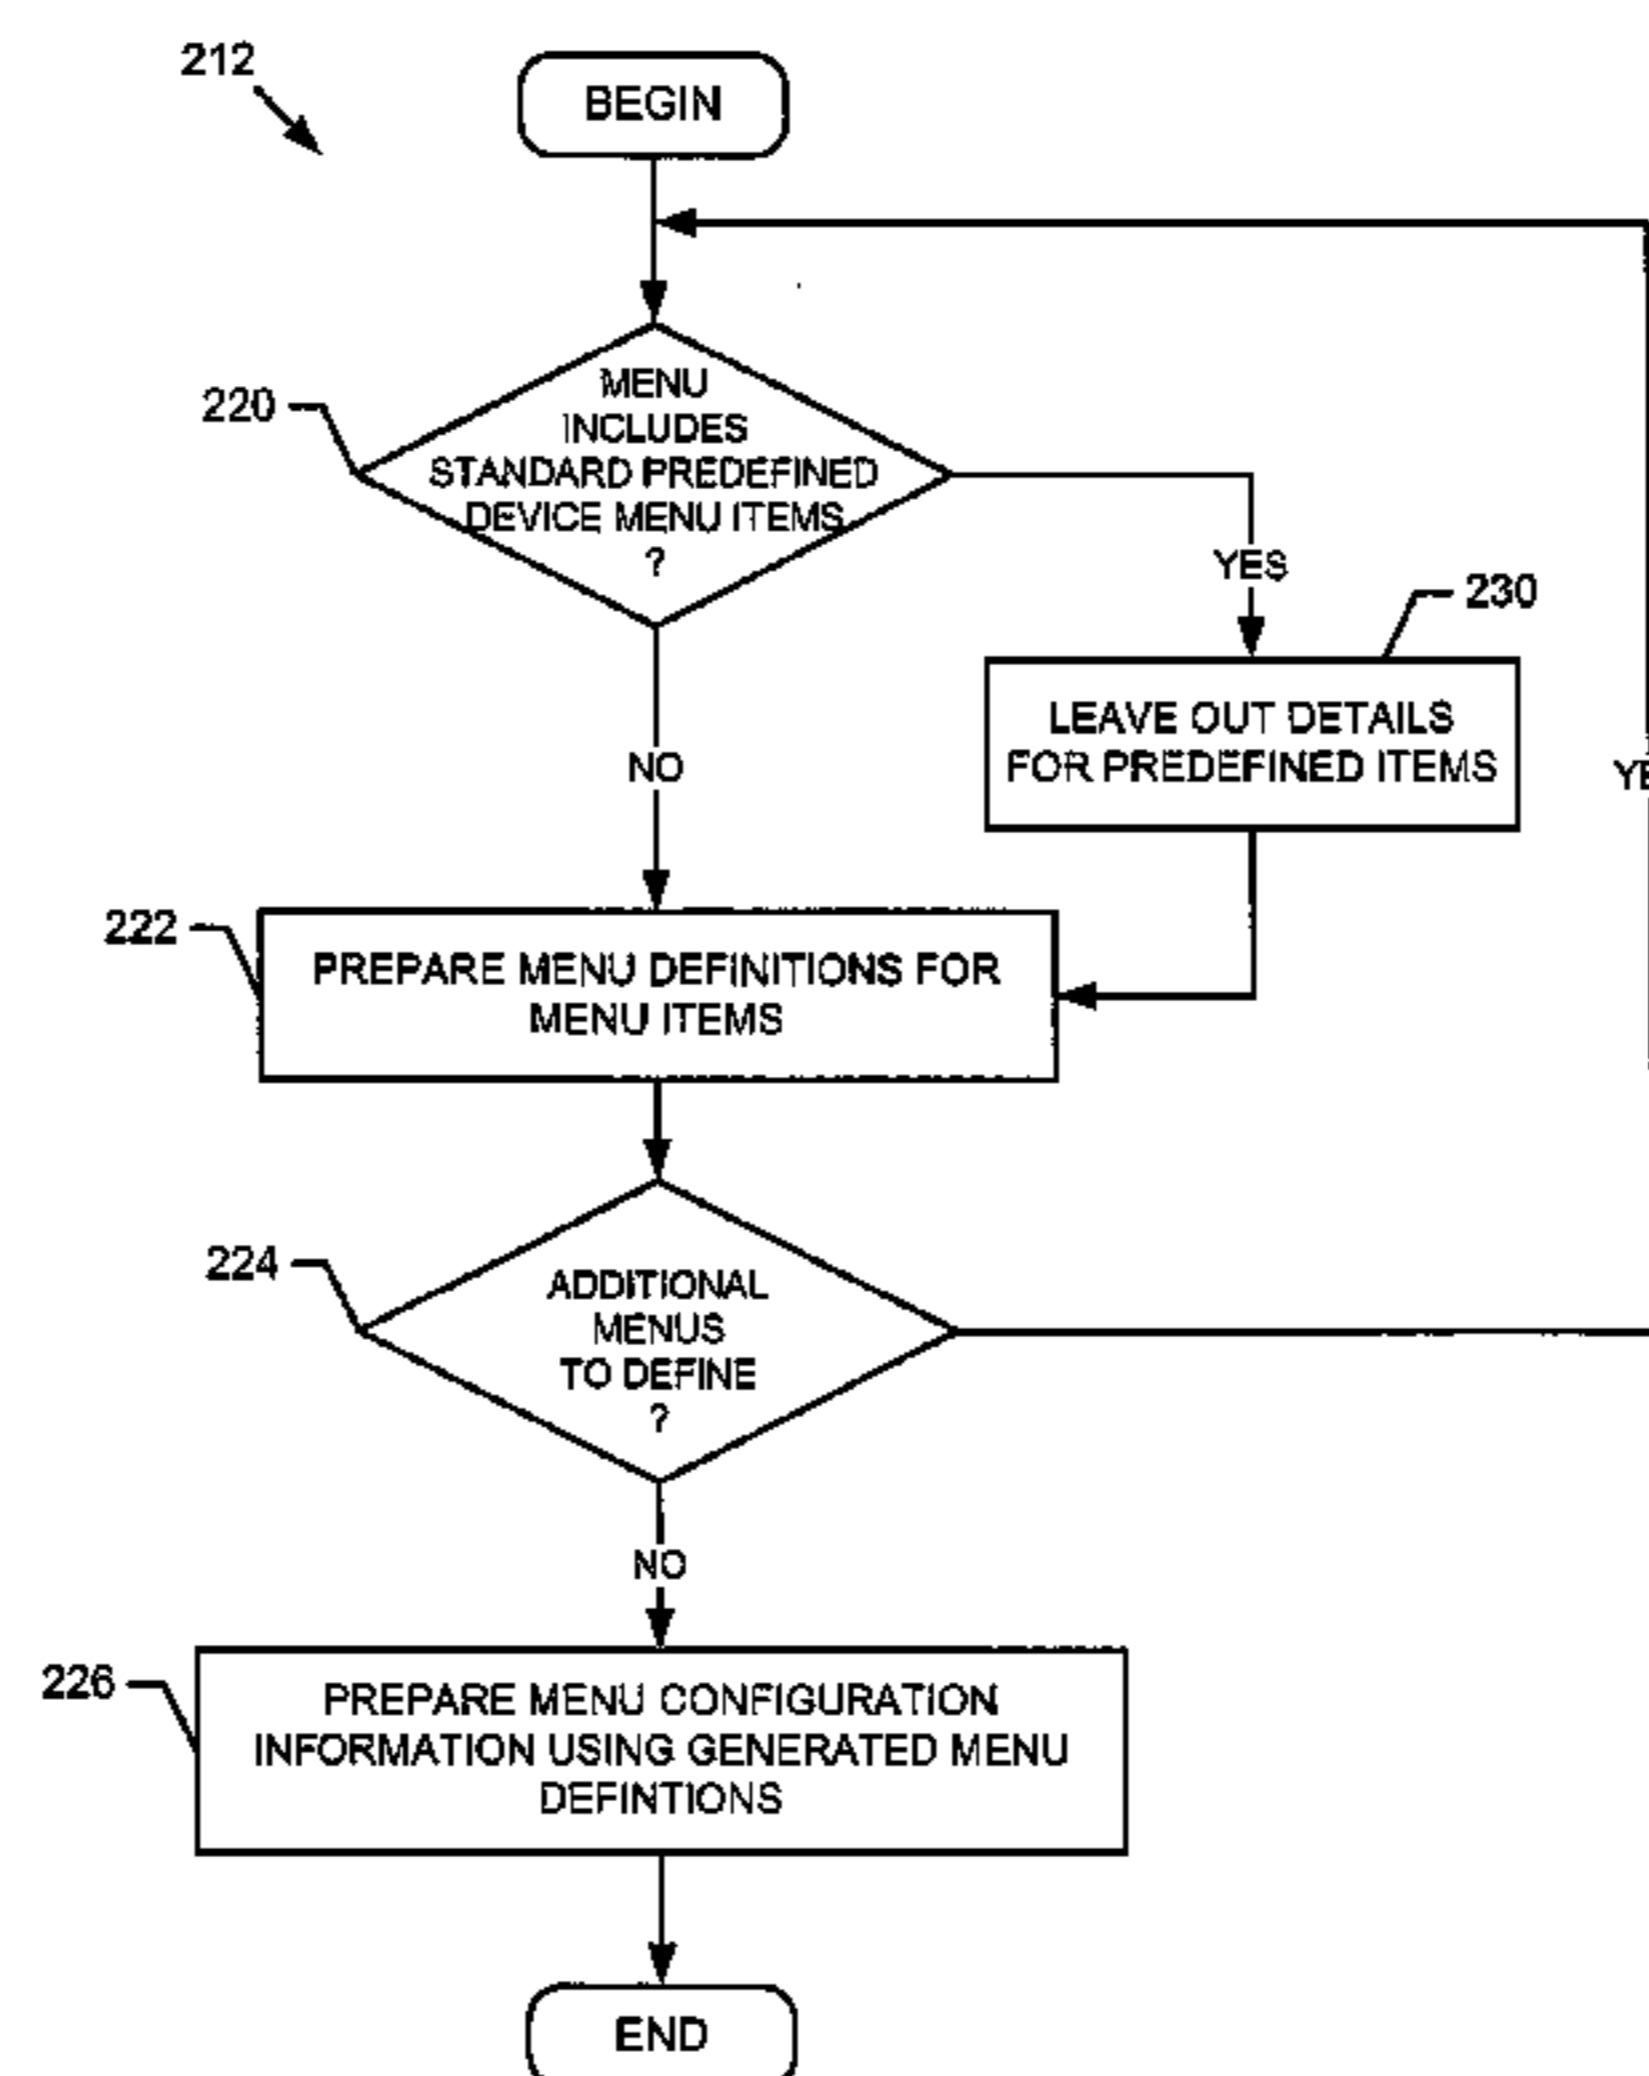 212
BEGIN
220
MENU
INCLUDES
STANDARD PREDEFINED
DEVICE MENU ITEMS
?
YES
230
LEAVE OUT DETAILS
FOR PREDEFINED ITEMS
NO
222
PREPARE MENU DEFINITIONS FOR
MENU ITEMS
224
ADDITIONAL
MENUS
TO DEFINE
?
NO
226
PREPARE MENU CONFIGURATION
INFORMATION USING GENERATED MENU
DEFINTIONS
END